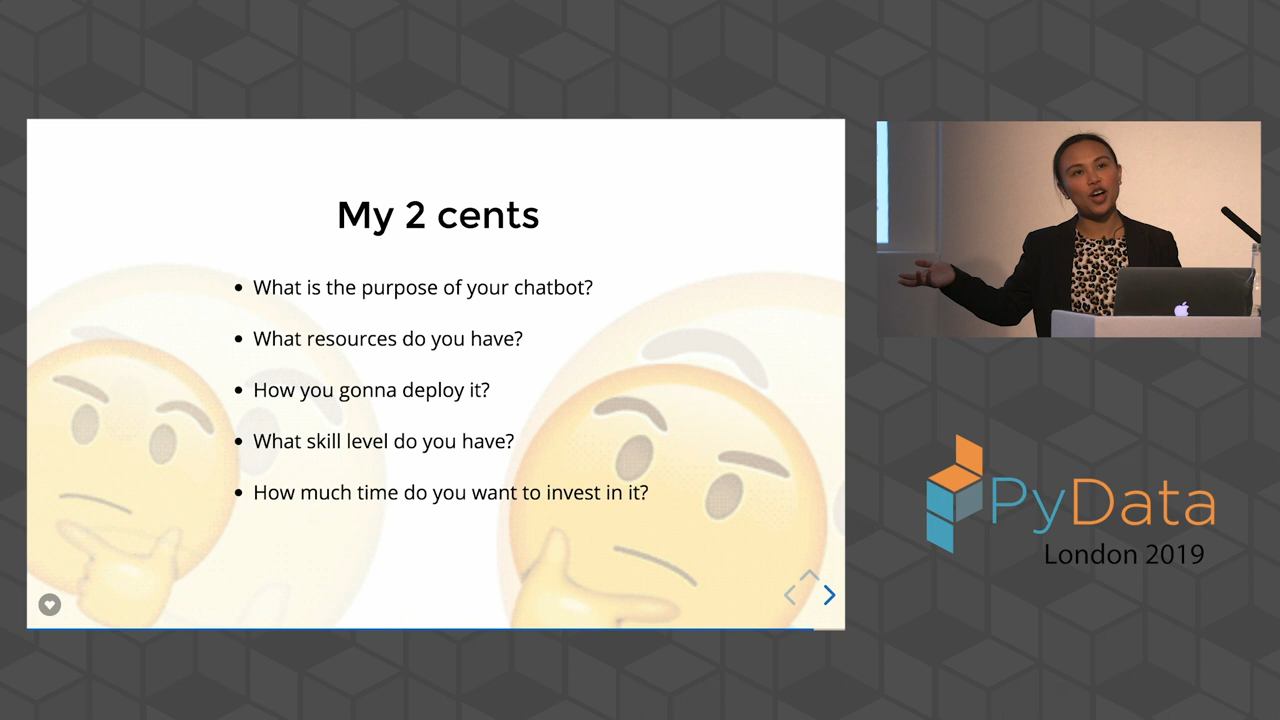 My 2 cents
What is the purpose of your chatbot?
What resources do you have?
How you gonna deploy it?
What skill level do you have?
How much time do you want to invest in it?
PyData
London 2019